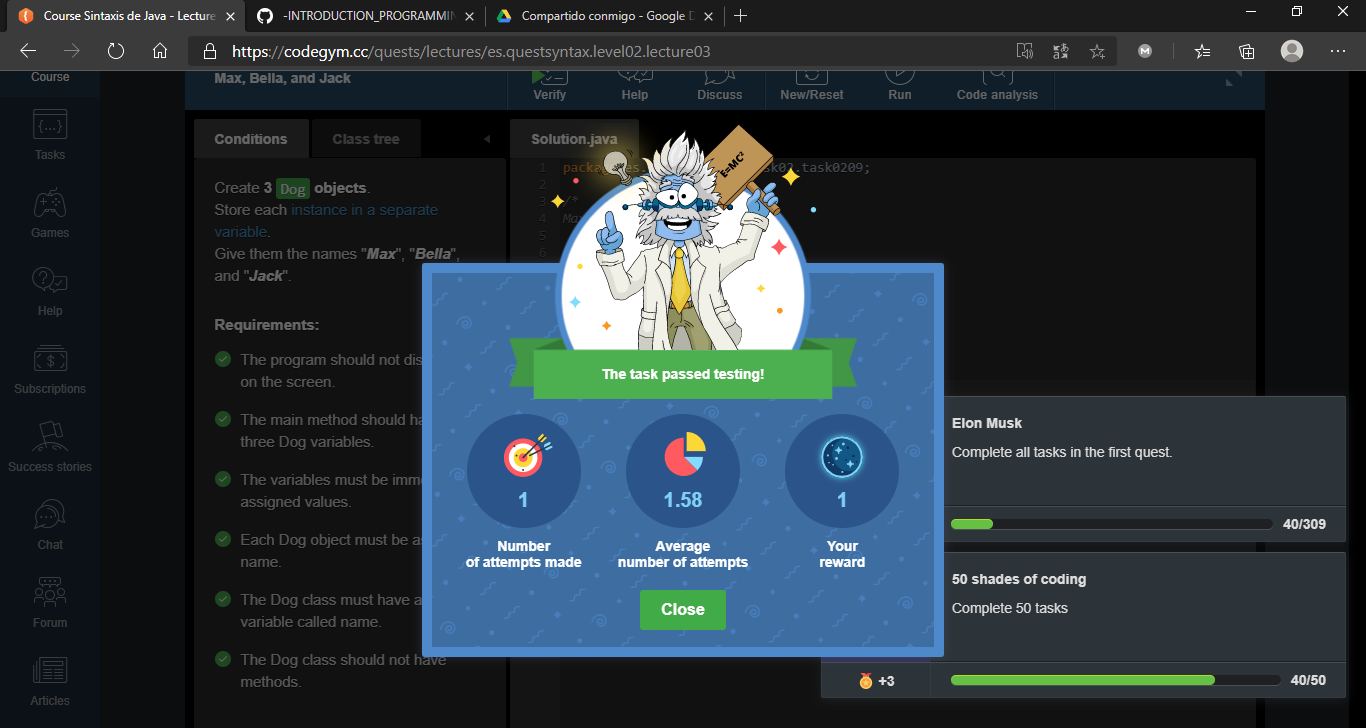 Course Sintaxis de Java - Lecture
-INTRODUCTION_PROGRAMMIN
Compartido conmigo - Google D
https://codegym.cc/quests/lectures/es.questsyntax.level02.lecture03
M
Course
Tasks
Games
Help
Subscriptions
Success stories
Chat
Forum
Articles
Max, Bella, and Jack
Verify
Help
Discuss
New/Reset
Run
Code analysis
Conditions
Class tree
Create 3 Dog objects.
Store each instance in a separate
variable.
Give them the names "Max", "Bella",
and "Jack".
Requirements:
The program should not dis
on the screen.
The main method should ha
three Dog variables.
The variables must be imm
assigned values.
Each Dog object must be a
name.
The Dog class must have a
variable called name.
The Dog class should not have
methods.
Solution.java
1 packag es. sk02.task0209;
2
3 /*
4 Ma
5
6
E=MC²
The task passed testing!
1
Number
of attempts made
1.58
Average
number of attempts
1
Your
reward
Close
Elon Musk
Complete all tasks in the first quest.
40/309
50 shades of coding
Complete 50 tasks
+3
40/50